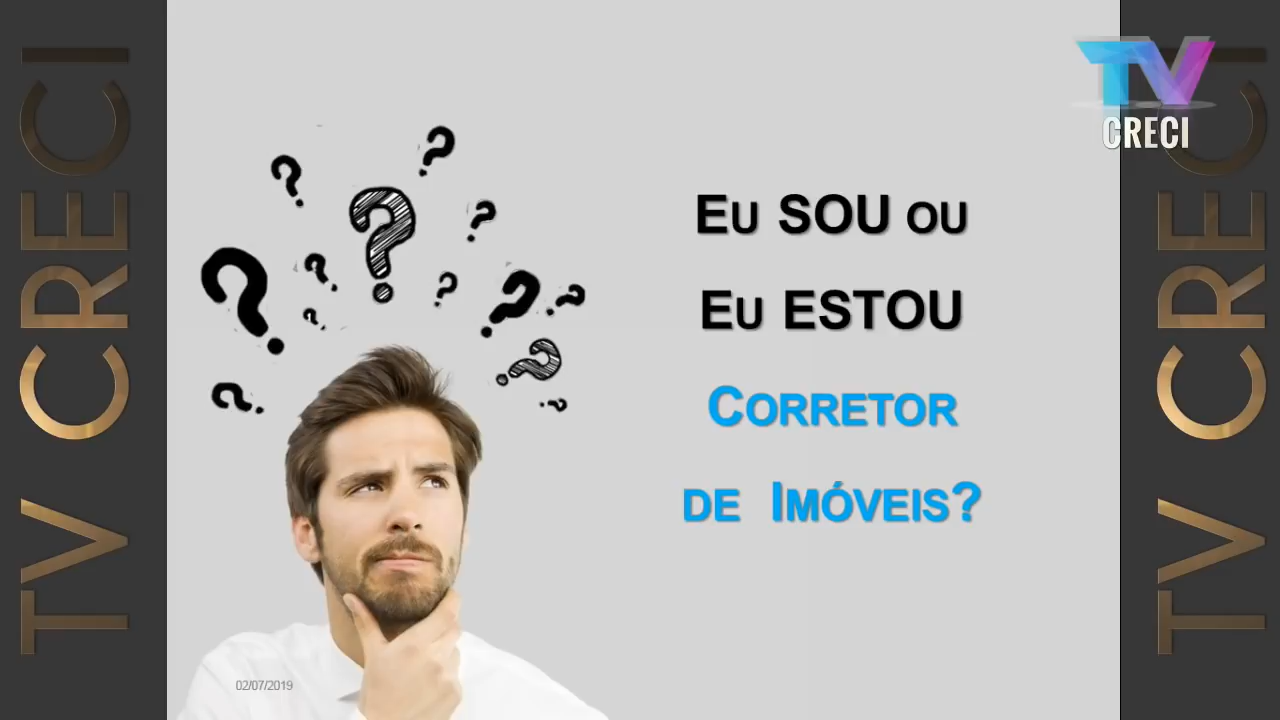 TV CRECI
TV
CRECI
TV CRECI
EU SOU OU
EU ESTOU
CORRETOR
DE IMÓVEIS?
02/07/2019